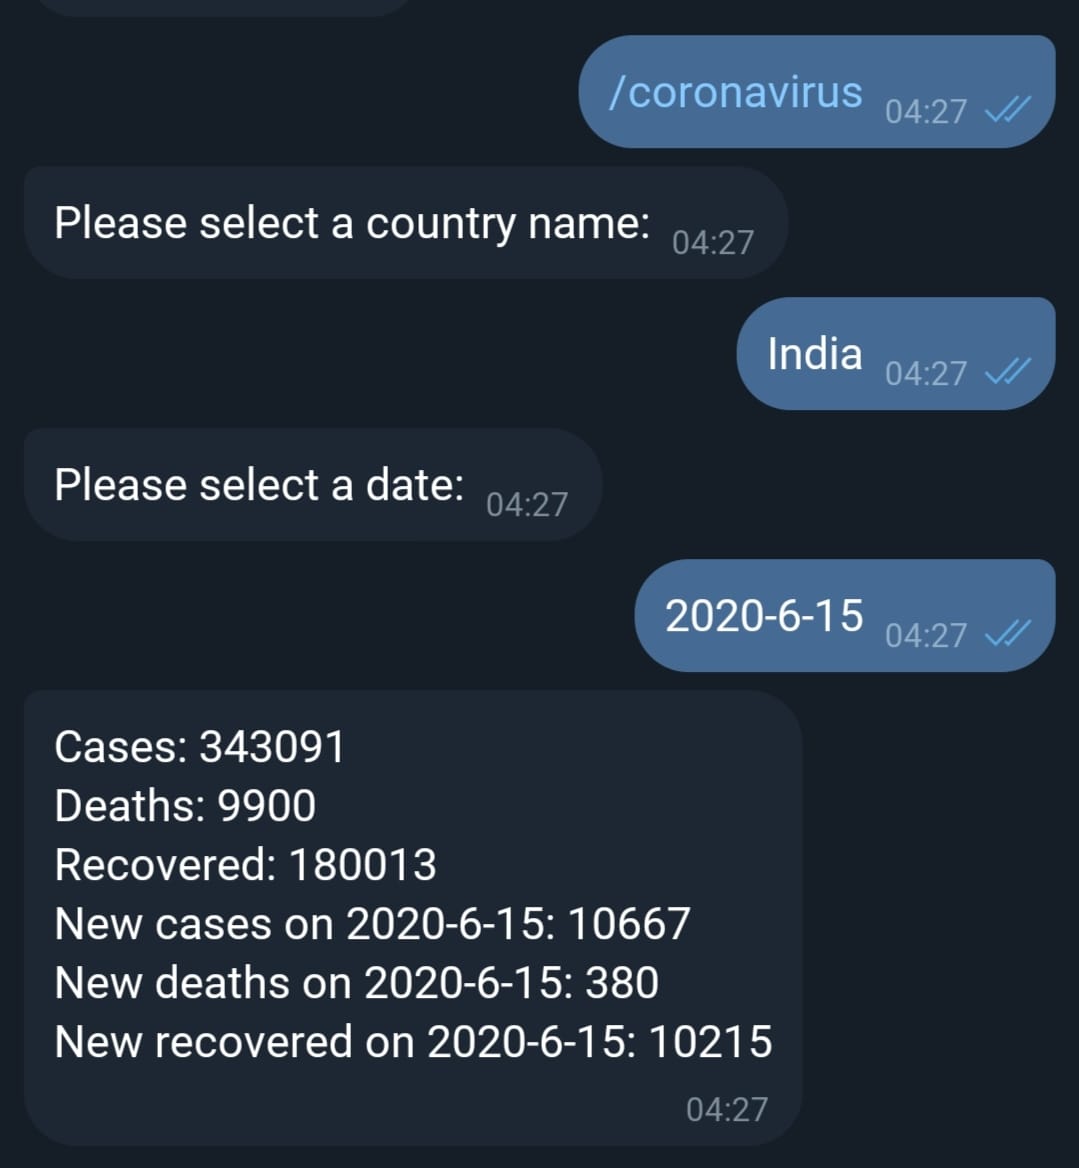 /coronavirus 04:27
Please select a country name: 04:27
India 04:27
Please select a date: 04:27
2020-6-15 04:27
Cases: 343091
Deaths: 9900
Recovered: 180013
New cases on 2020-6-15: 10667
New deaths on 2020-6-15: 380
New recovered on 2020-6-15: 10215
04:27